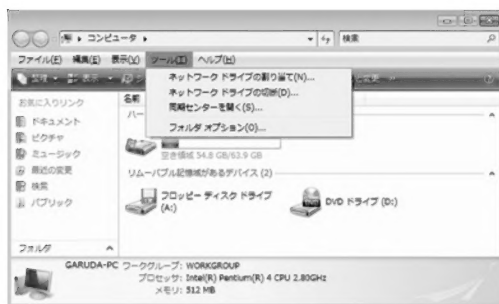 コンピュータ
検索
ファイル(F) 編集(E) 表示(V) ツール(T) ヘルプ(H)
ネットワーク ドライブの割り当て(N)...
ネットワーク ドライブの切断(D)...
同期センターを開く(S)...
フォルダ オプション(O)...
整理 表示
お気に入りリンク
名前
ドキュメント
ピクチャ
ミュージック
最近の変更
検索
パブリック
空き領域 54.8 GB/62.9 GB
リムーバブル記憶域があるデバイス (2)
フロッピー ディスク ドライブ (A:)
DVD ドライブ (D:)
フォルダ
GARUDA-PC ワークグループ: WORKGROUP
プロセッサ: Intel(R) Pentium(R) 4 CPU 2.80GHz
メモリ: 512 MB